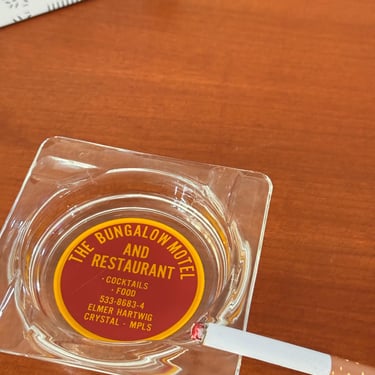 THE BUNGALOW MOTEL
AND
RESTAURANT
· COCKTAILS
· FOOD
533-8683-4
ELMER HARTWIG
CRYSTAL - MPLS